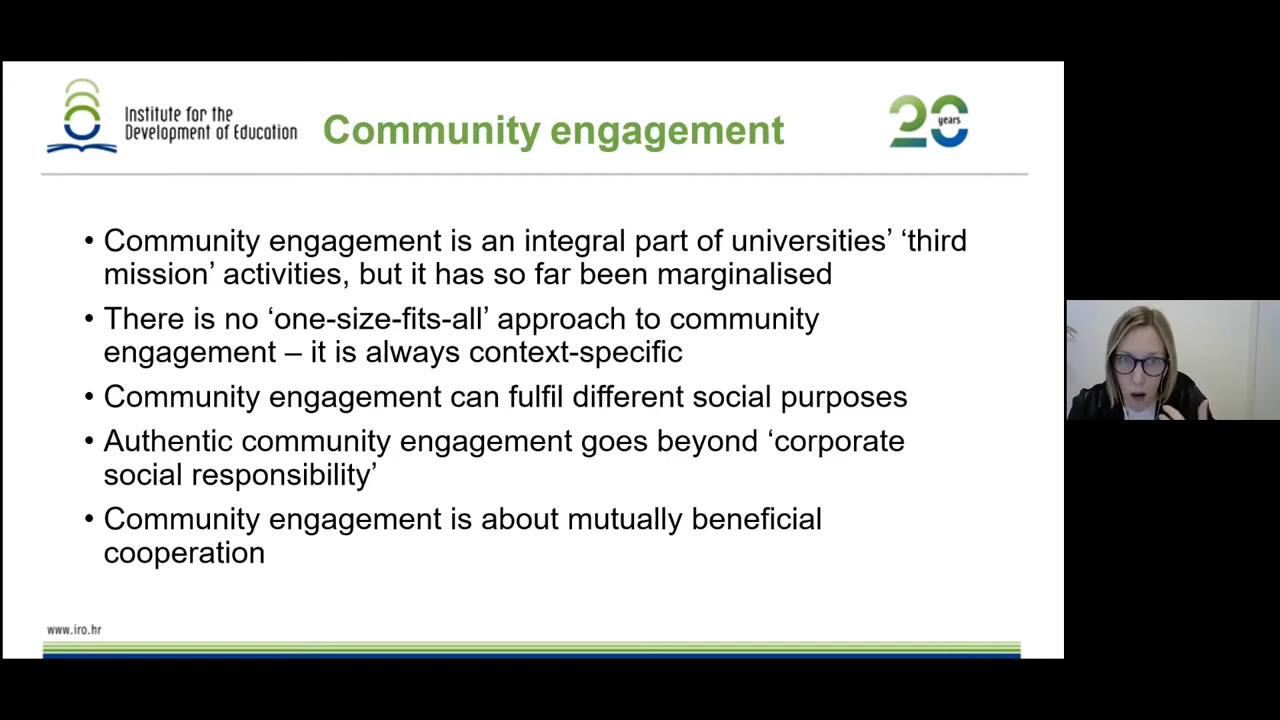 Institute for the
Development of Education
Community engagement
20
years
• Community engagement is an integral part of universities’ ‘third
mission’ activities, but it has so far been marginalised
• There is no ‘one-size-fits-all’ approach to community
engagement – it is always context-specific
• Community engagement can fulfil different social purposes
• Authentic community engagement goes beyond ‘corporate
social responsibility’
• Community engagement is about mutually beneficial
cooperation
www.iro.hr